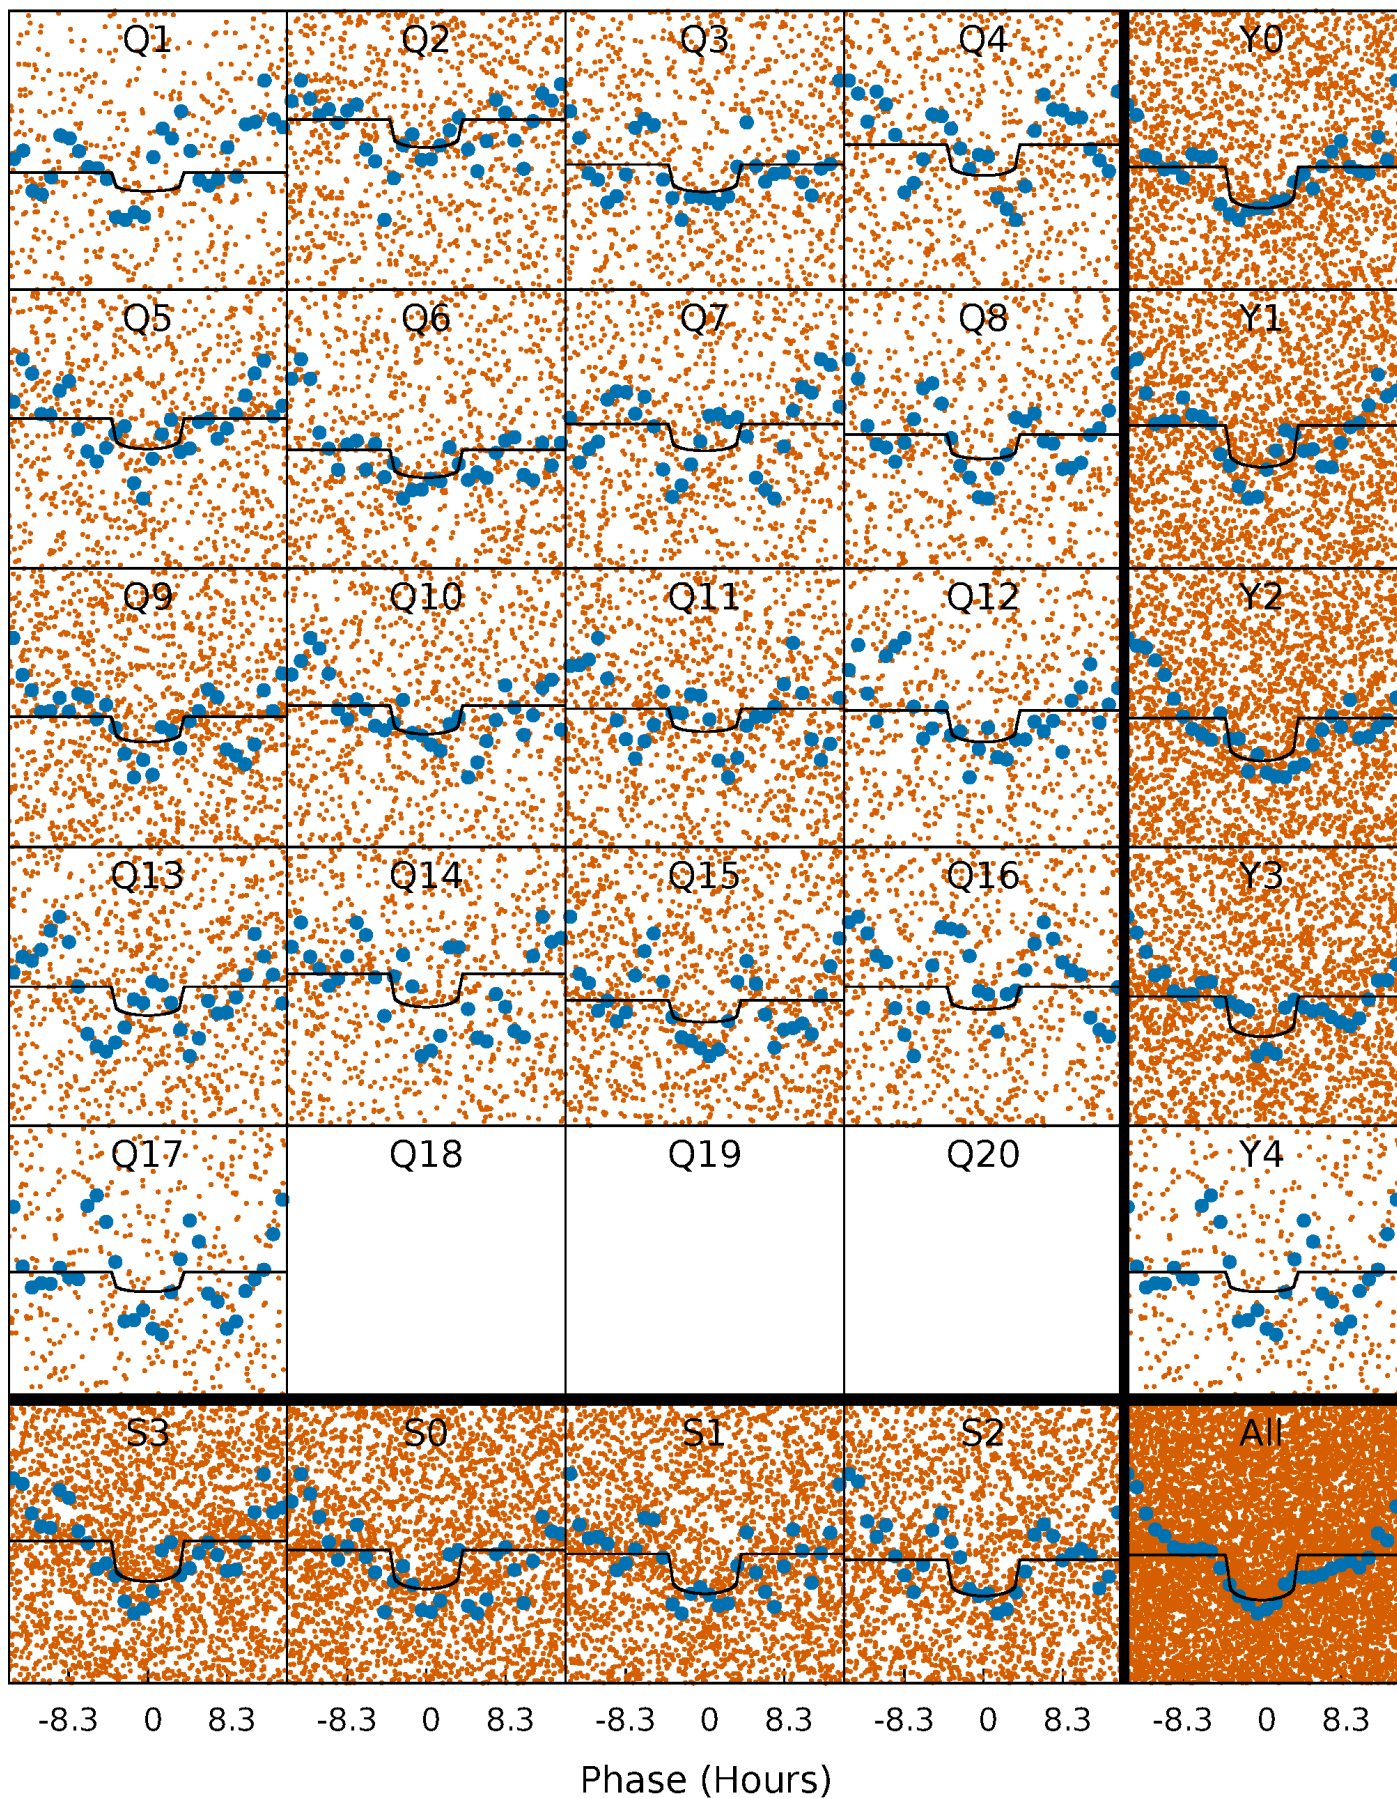 Q1 Q2 Q3 Q4 Y0
Q5 Q6 Q7 Q8 Y1
Q9 Q10 Q11 Q12 Y2
Q13 Q14 Q15 Q16 Y3
Q17 Q18 Q19 Q20 Y4
S3 S0 S1 S2 All
-8.3 0 8.3 -8.3 0 8.3 -8.3 0 8.3 -8.3 0 8.3 -8.3 0 8.3
Phase (Hours)